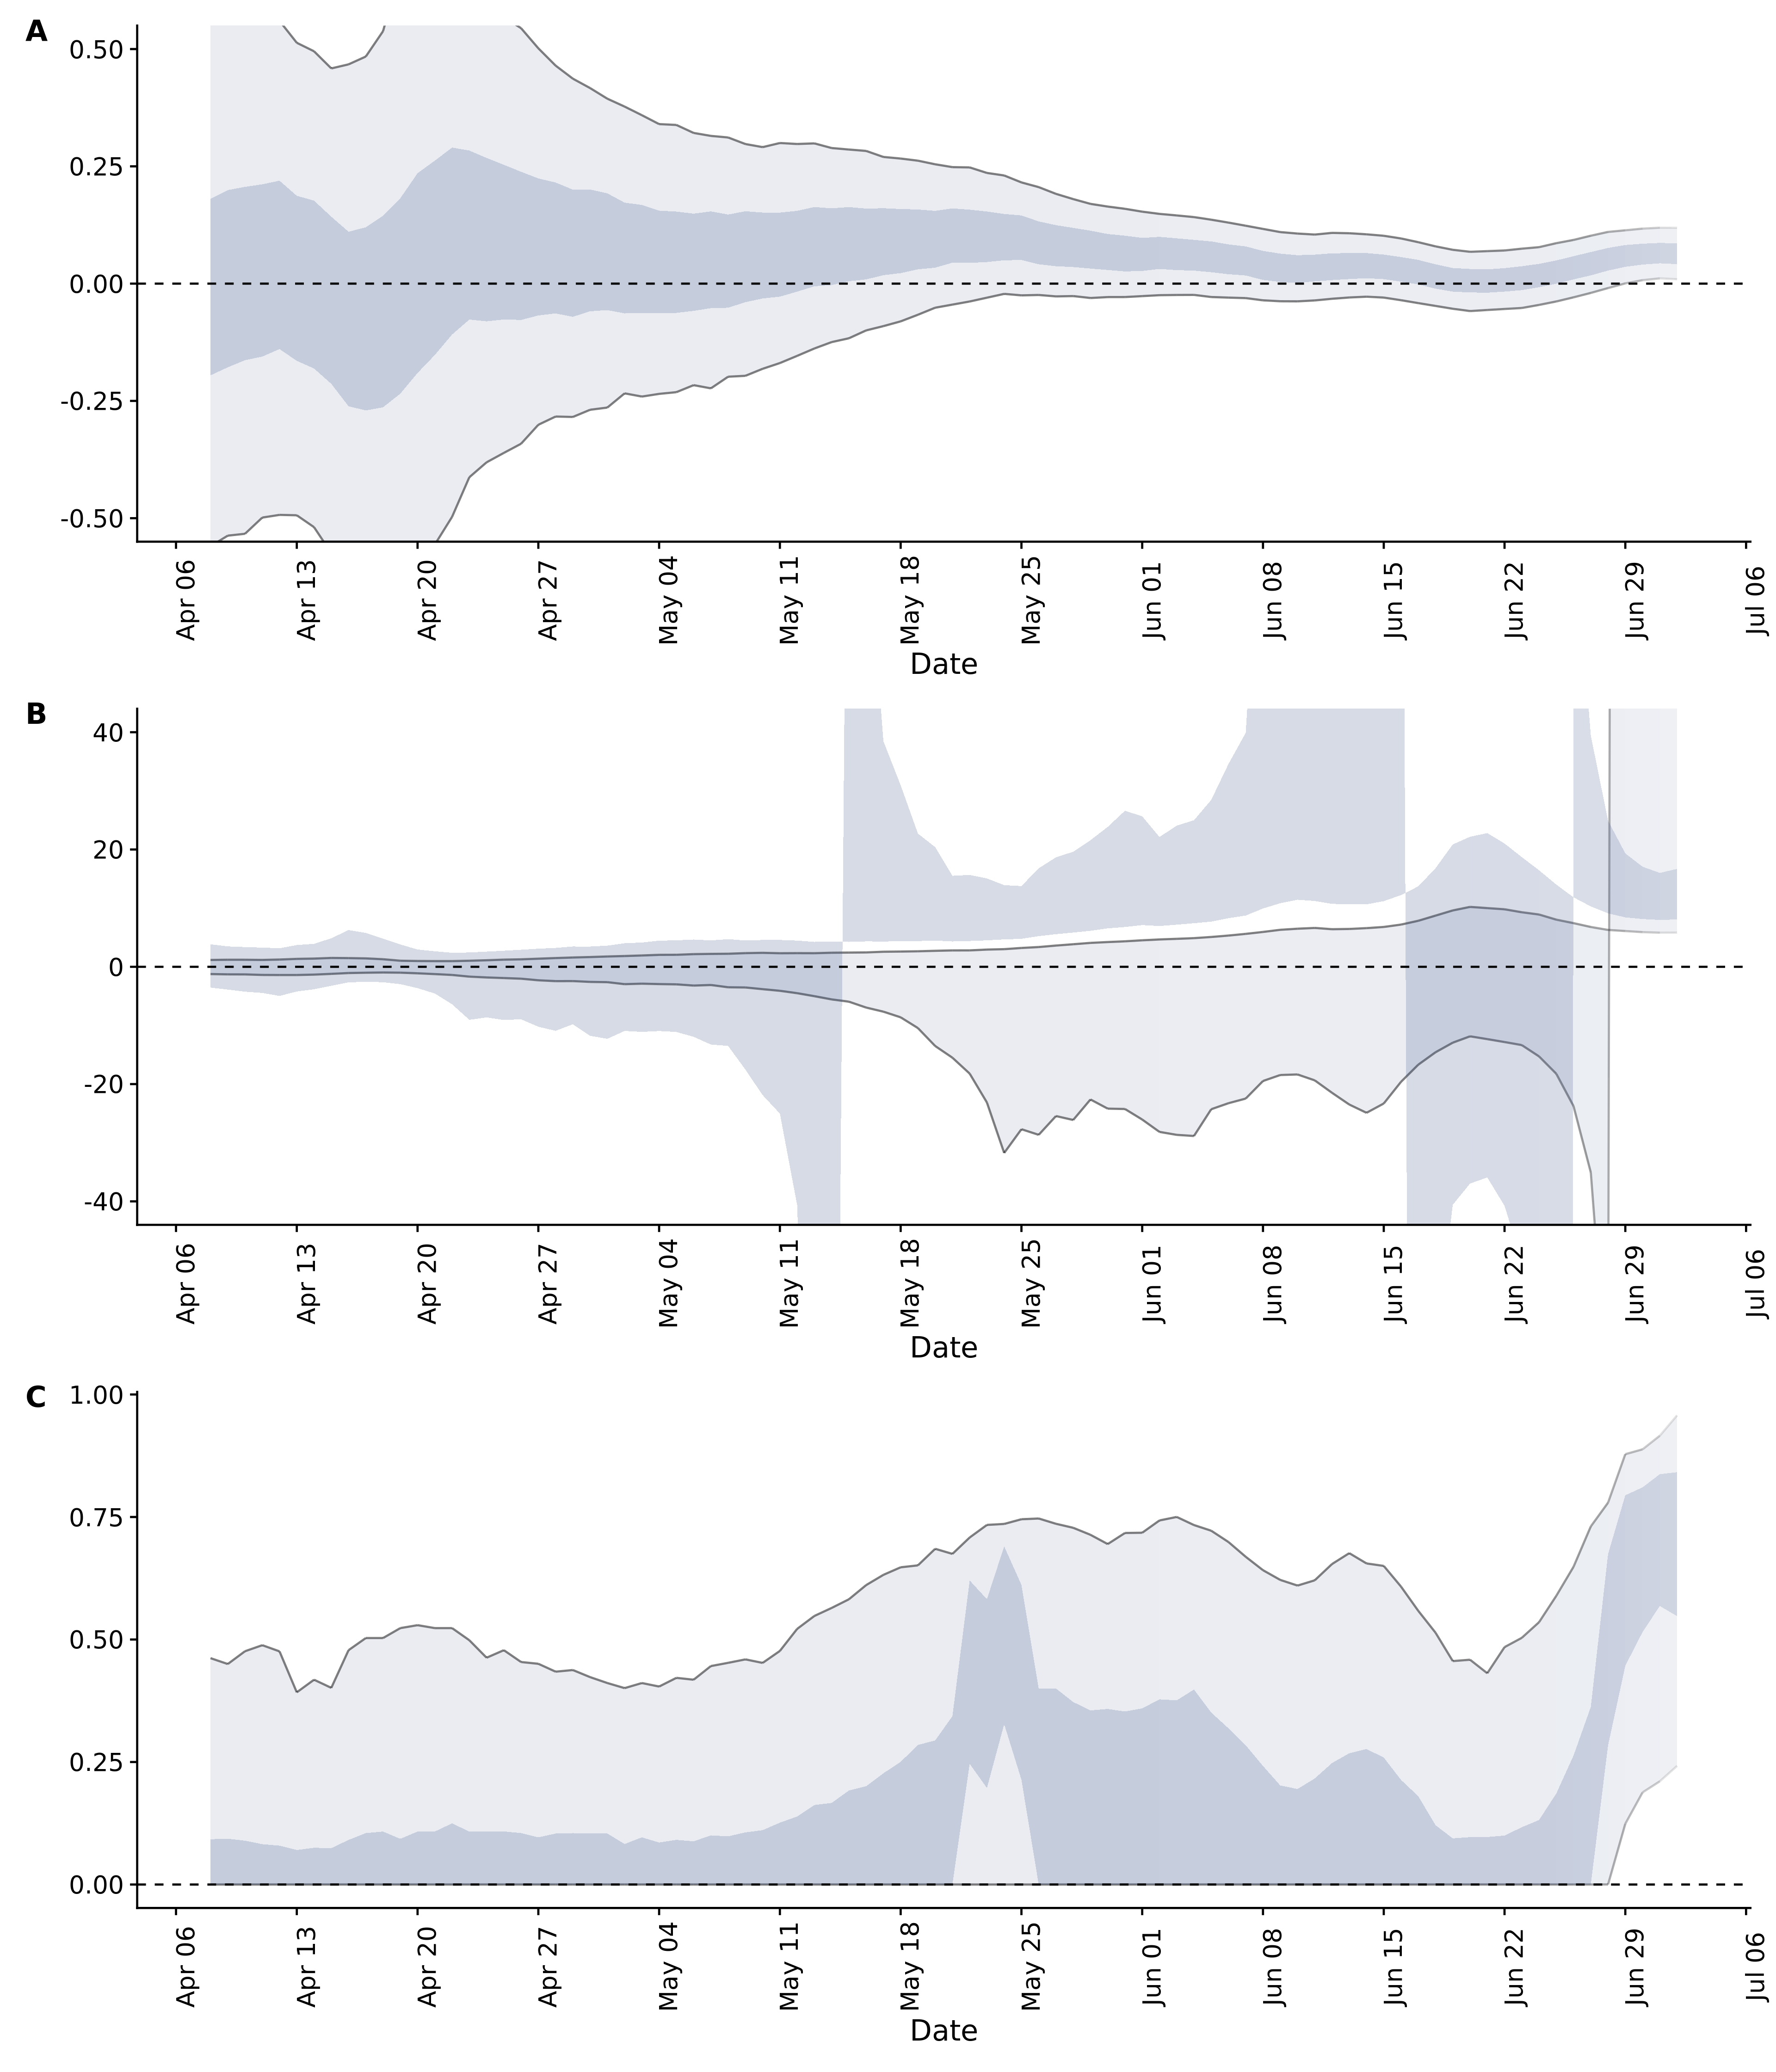 A
0.50
0.25
0.00
-0.25
-0.50
Apr 06
Apr 13
Apr 20
Apr 27
May 04
May 11
May 18
May 25
Jun 01
Jun 08
Jun 15
Jun 22
Jun 29
Jul 06
Date
B
40
20
0
-20
-40
Apr 06
Apr 13
Apr 20
Apr 27
May 04
May 11
May 18
May 25
Jun 01
Jun 08
Jun 15
Jun 22
Jun 29
Jul 06
Date
C
1.00
0.75
0.50
0.25
0.00
Apr 06
Apr 13
Apr 20
Apr 27
May 04
May 11
May 18
May 25
Jun 01
Jun 08
Jun 15
Jun 22
Jun 29
Jul 06
Date